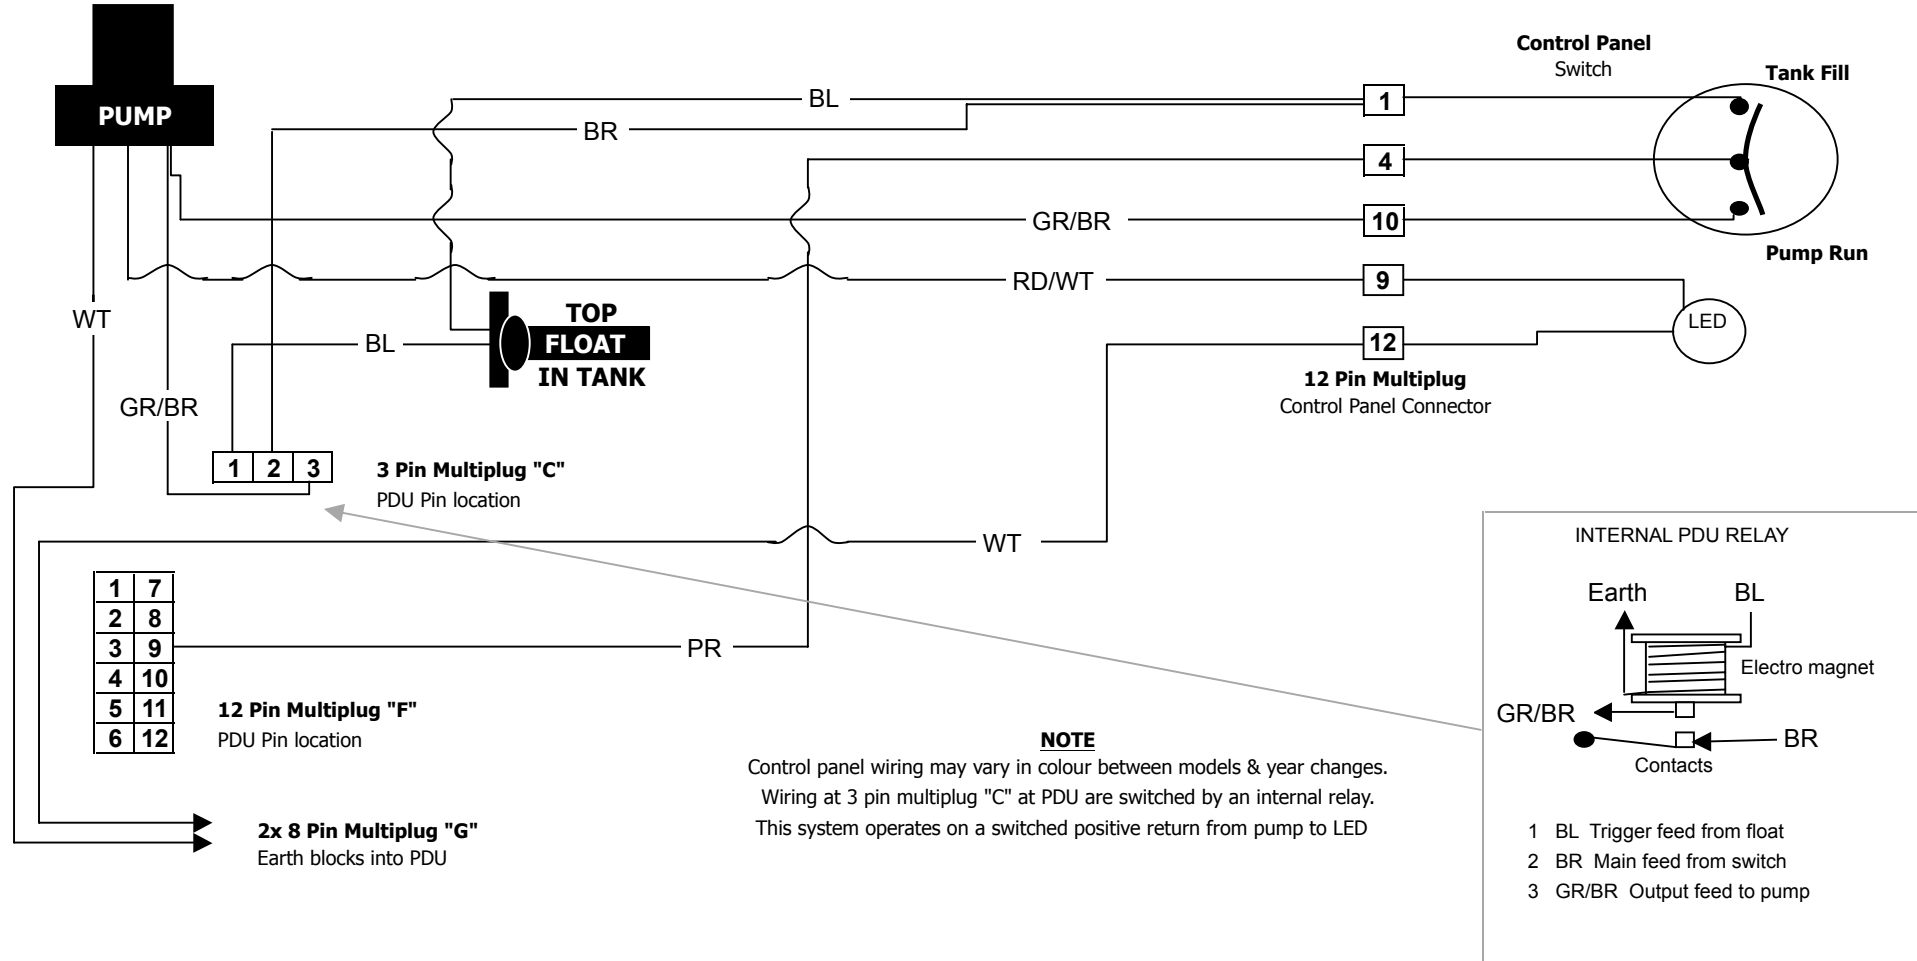 Control Panel
Switch
Tank Fill
PUMP
BL
1
BR
4
GR/BR
10
Pump Run
RD/WT
9
WT
TOP
LED
BL
FLOAT
12
IN TANK
12 Pin Multiplug
Control Panel Connector
GR/BR
1 2 3
3 Pin Multiplug "C"
PDU Pin location
WT
INTERNAL PDU RELAY
1 7
2 8
3 9
4 10
5 11
6 12
PR
Earth
BL
Electro magnet
GR/BR
BR
Contacts
12 Pin Multiplug "F"
PDU Pin location
NOTE
Control panel wiring may vary in colour between models & year changes.
Wiring at 3 pin multiplug "C" at PDU are switched by an internal relay.
This system operates on a switched positive return from pump to LED
2x 8 Pin Multiplug "G"
Earth blocks into PDU
1 BL Trigger feed from float
2 BR Main feed from switch
3 GR/BR Output feed to pump